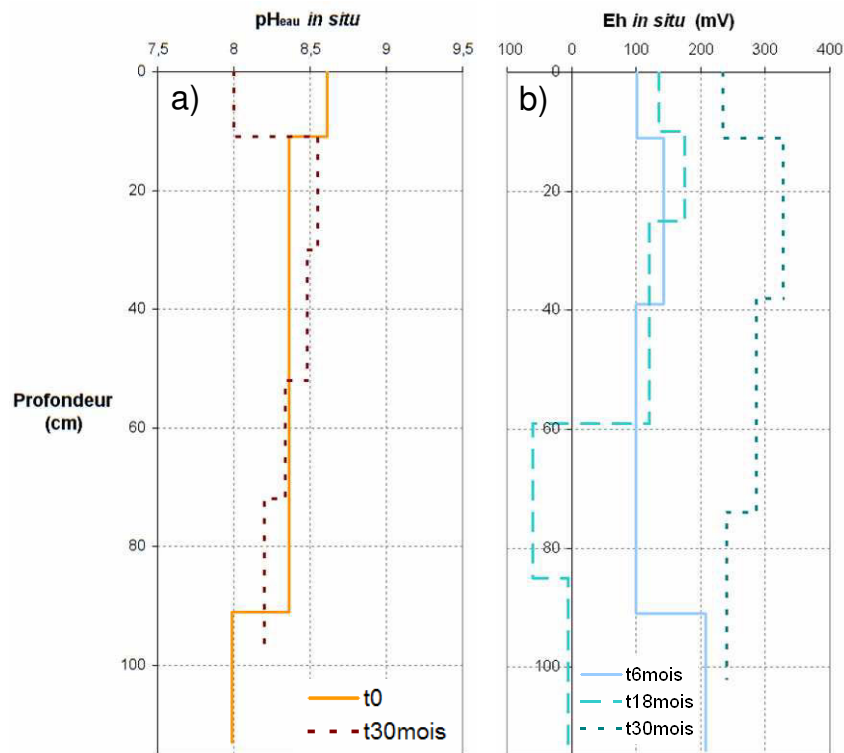 pHeau in situ
7,5 8 8,5 9 9,5
a)
0
20
40
60
80
100
Profondeur
(cm)
t0
t30mois
Eh in situ (mV)
100 0 100 200 300 400
b)
0
20
40
60
80
100
t6mois
t18mois
t30mois